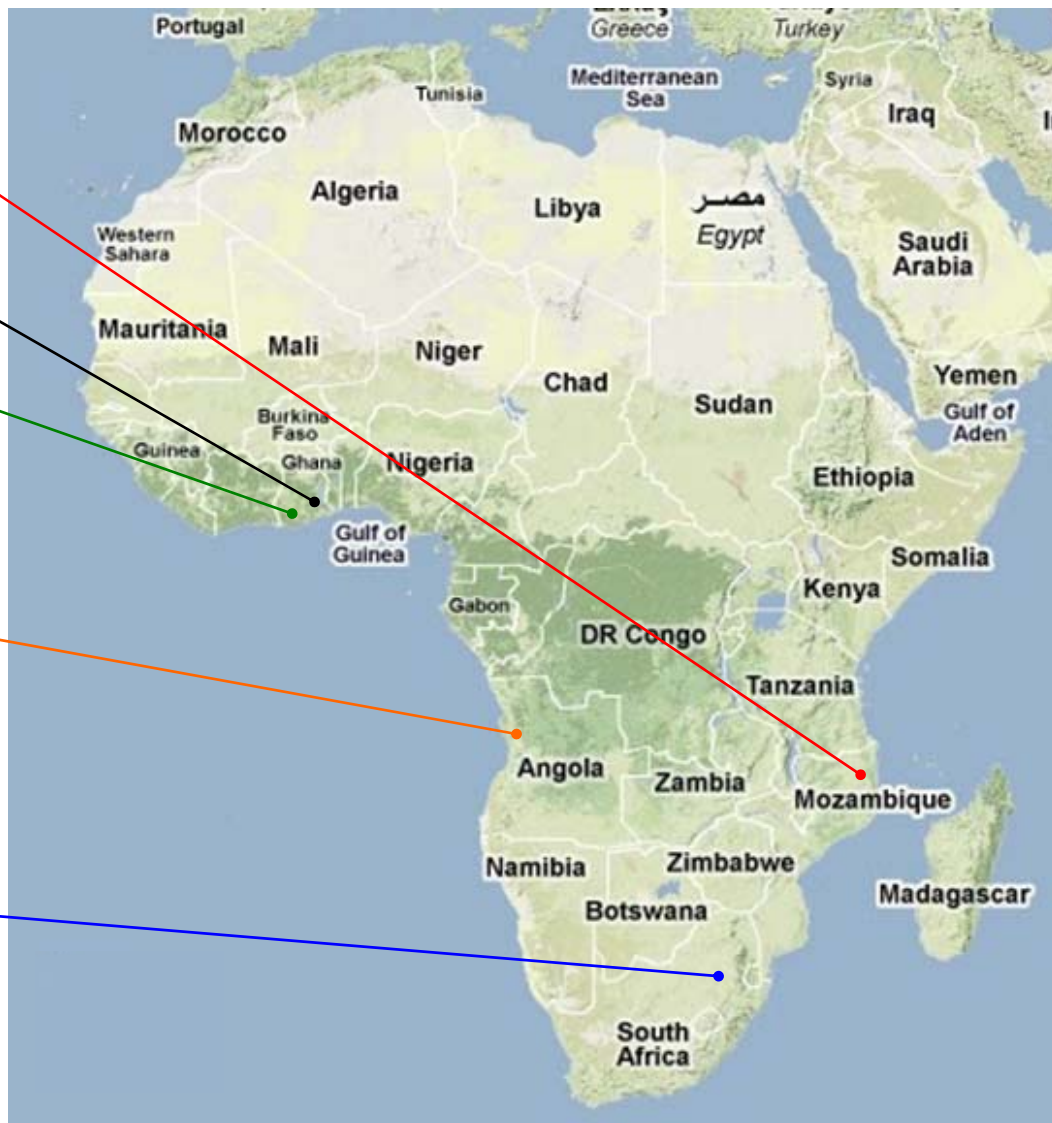 Portugal
Greece
Turkey
Mediterranean
Sea
Syria
Tunisia
Iraq
Morocco
Algeria
Libya
مصر
Egypt
Western
Sahara
Saudi
Arabia
Mauritania
Mali
Niger
Chad
Sudan
Yemen
Gulf of
Aden
Burkina
Faso
Guinea
Ghana
Nigeria
Ethiopia
Gulf of
Guinea
Somalia
Kenya
Gabon
DR Congo
Tanzania
Angola
Zambia
Mozambique
Namibia
Zimbabwe
Madagascar
Botswana
South
Africa